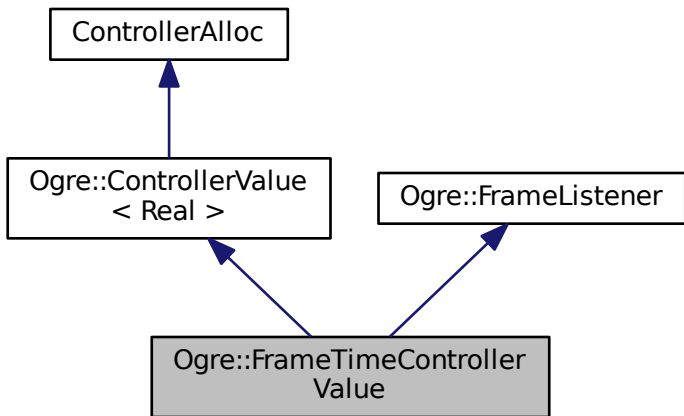 ControllerAlloc
Ogre::ControllerValue
< Real >
Ogre::FrameListener
Ogre::FrameTimeController
Value